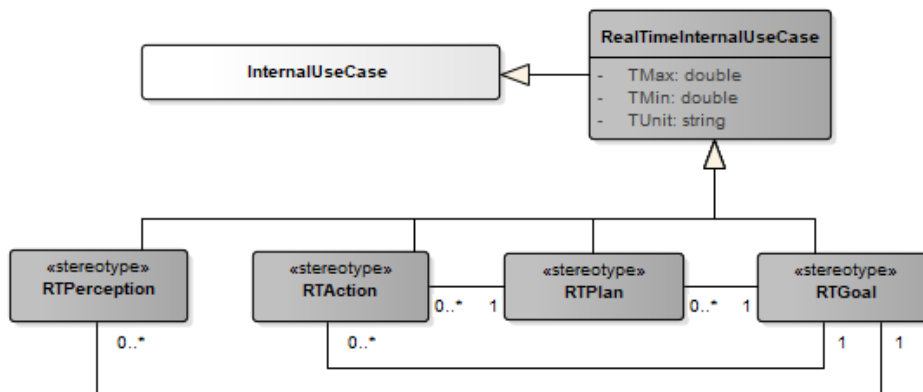 RealTimeInternalUseCase
InternalUseCase
- TMax: double
- TMin: double
- TUnit: string
«stereotype» «stereotype» «stereotype» «stereotype»
RTPerception RTAction RTPlan RTGoal
0..* 1 0..* 1
0..* 0..* 1 1